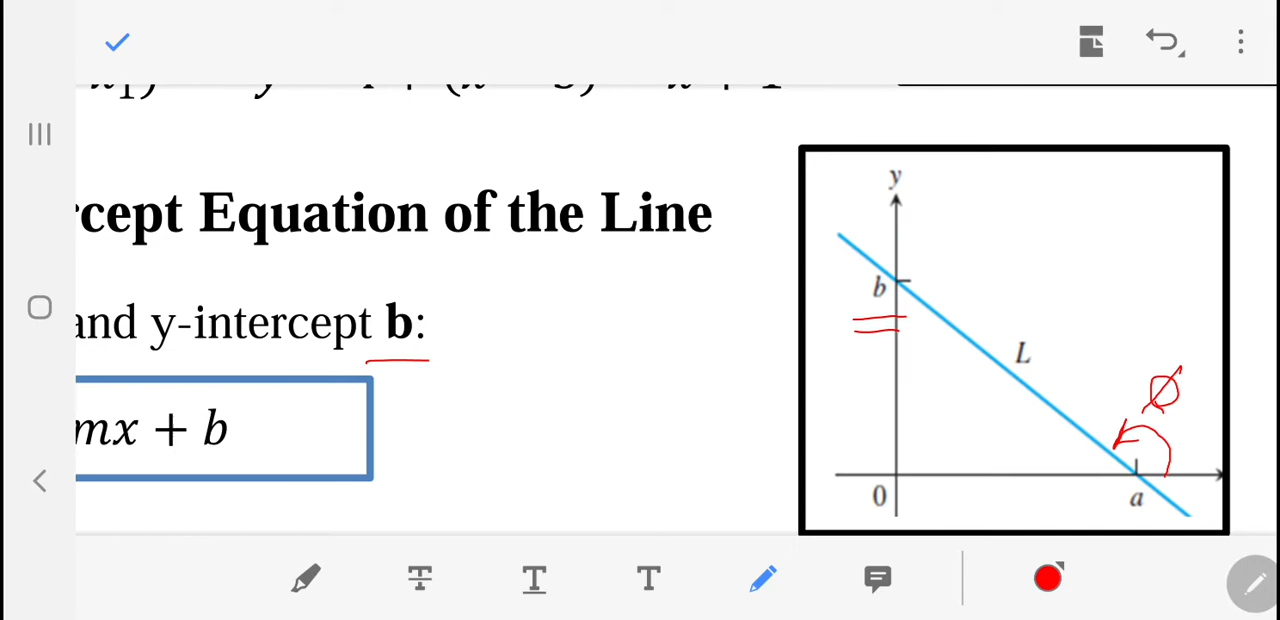 rcept Equation of the Line
and y-intercept b:
mx + b
y
b
L
Ø
0
a